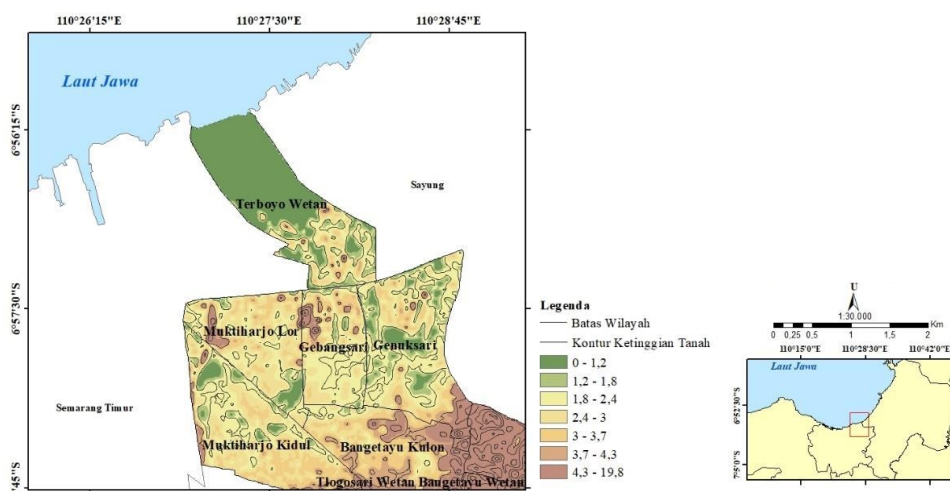 110°26'15"E
110°27'30"E
110°28'45"E
Laut Jawa
6°56'15"S
Sayung
Terboyo Wetan
6°57'30"S
Muktiharjo Lor
Gebangsari
Genuksari
Semarang Timur
Muktiharjo Kidul
Bangetayu Kulon
Tlogosari Wetan
Bangetayu Wetan
:45"S
Legenda
Batas Wilayah
Kontur Ketinggian Tanah
0 - 1,2
1,2 - 1,8
1,8 - 2,4
2,4 - 3
3 - 3,7
3,7 - 4,3
4,3 - 19,8
U
1:30.000
0 0,25 0,5 1 1,5 2
Km
110°15'0"E
110°28'30"E
110°42'0"E
Laut Jawa
6°52'30"S
7°5'0"S